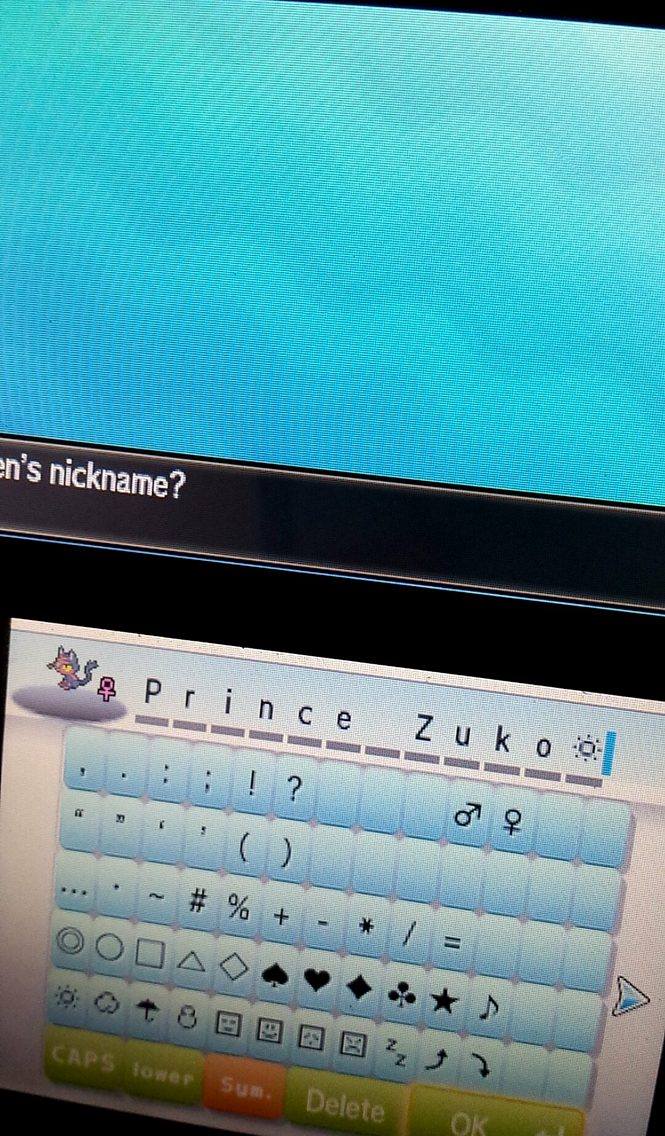 en's nickname?
♀ Prince Zuko☀
, . : ; ! ? ♂ ♀
“ ” ‘ ’ ( )
… · ~ # % + - * / =
◎ ○ □ △ ◇ ♠ ♥ ♦ ♣ ★ ♪
CAPS lower Sym. Delete OK